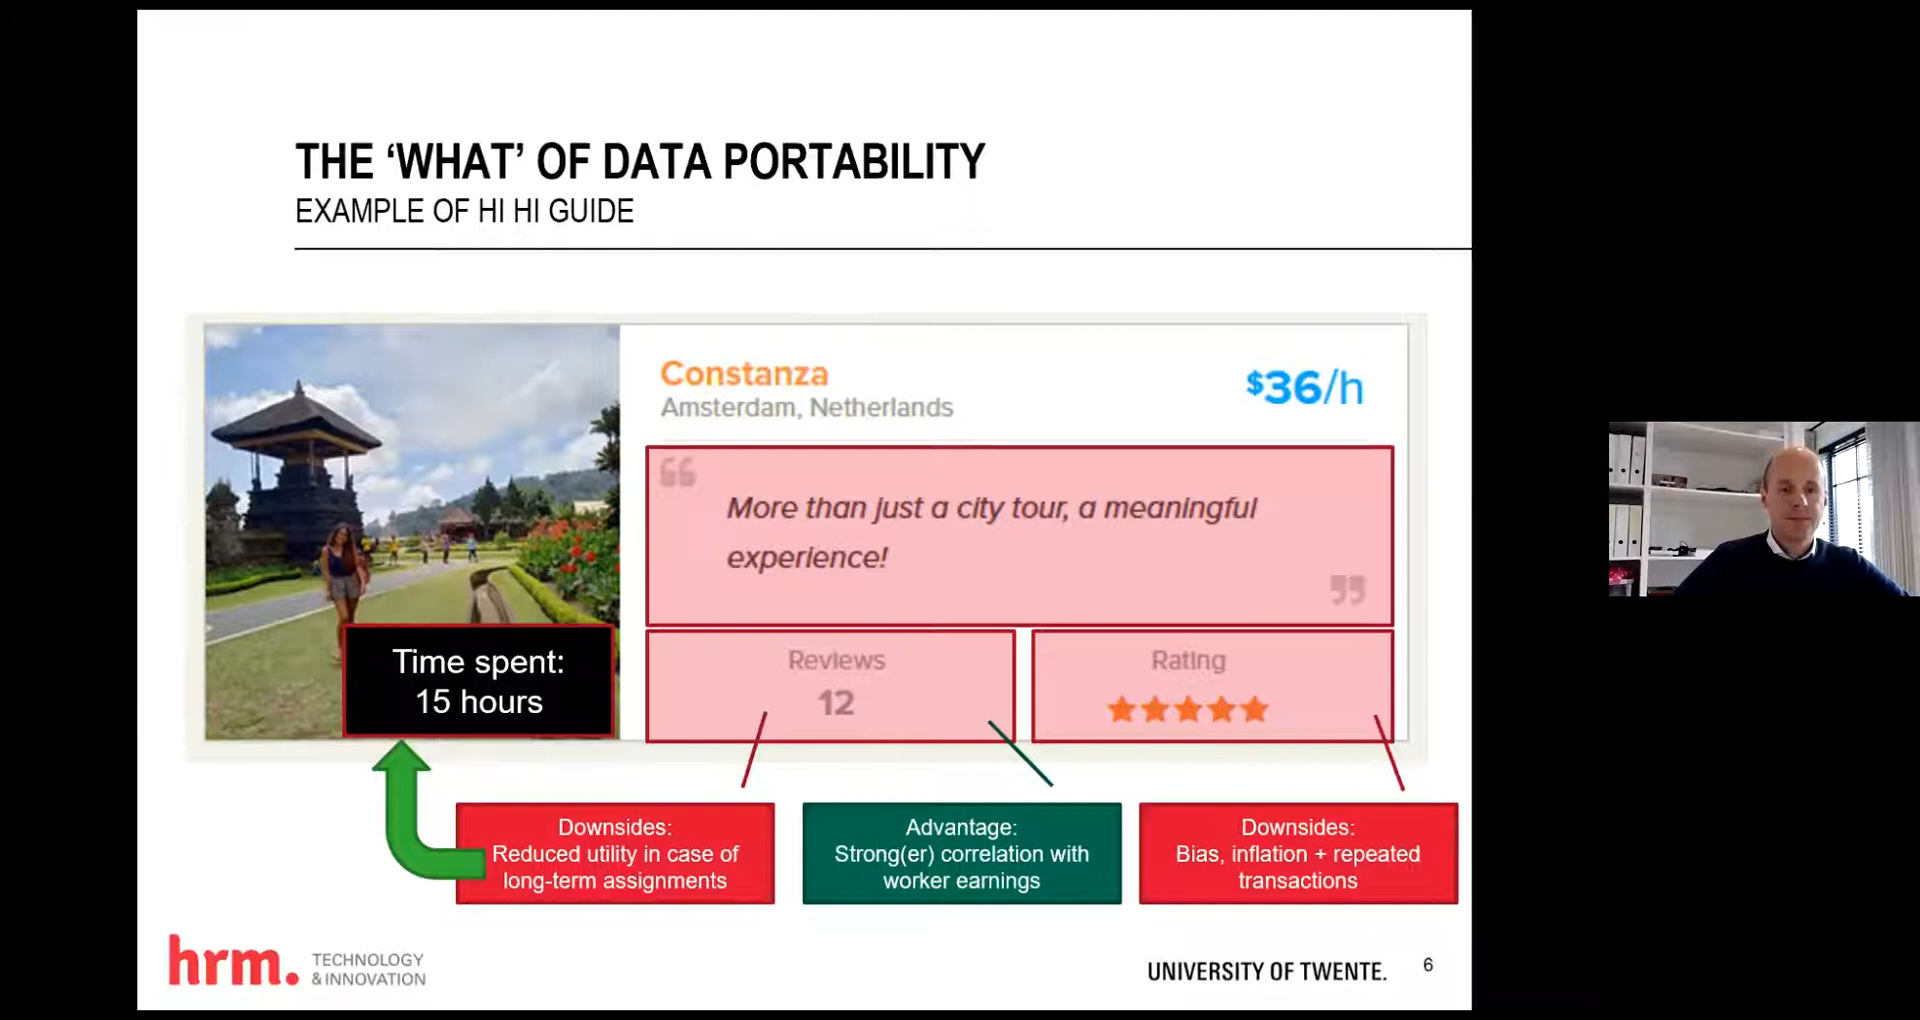 THE ‘WHAT’ OF DATA PORTABILITY
EXAMPLE OF HI HI GUIDE
Constanza
Amsterdam, Netherlands
$36/h
“
More than just a city tour, a meaningful
experience!
”
Time spent:
15 hours
Reviews
12
Rating
Downsides:
Reduced utility in case of
long-term assignments
Advantage:
Strong(er) correlation with
worker earnings
Downsides:
Bias, inflation + repeated
transactions
hrm. TECHNOLOGY
& INNOVATION
UNIVERSITY OF TWENTE.
6